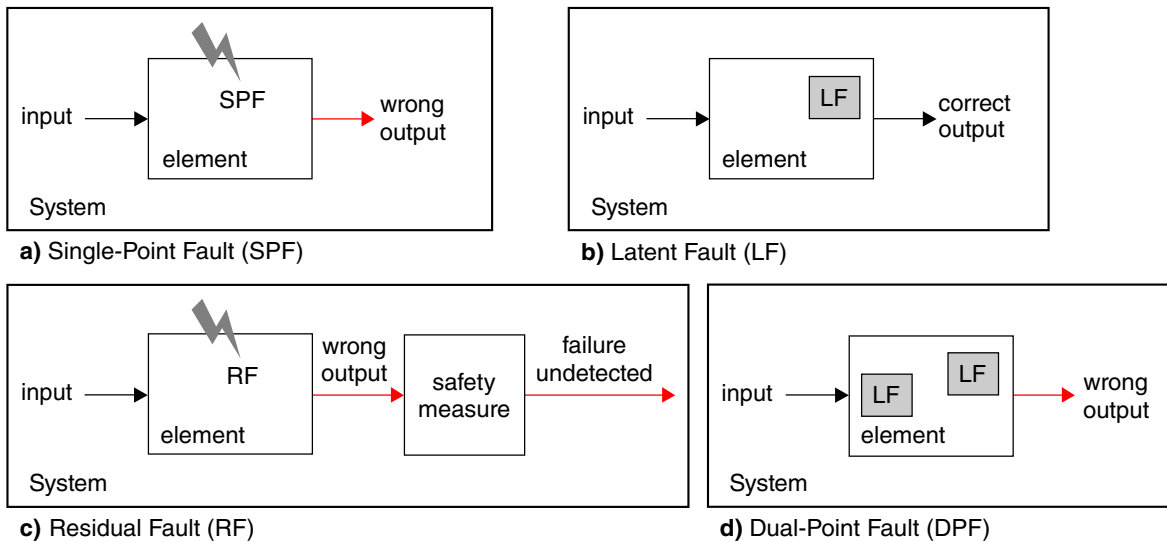 SPF
input
wrong
output
element
System
a) Single-Point Fault (SPF)
LF
input
correct
output
element
System
b) Latent Fault (LF)
RF
input
wrong
output
safety
measure
failure
undetected
element
System
c) Residual Fault (RF)
LF
LF
input
wrong
output
element
System
d) Dual-Point Fault (DPF)